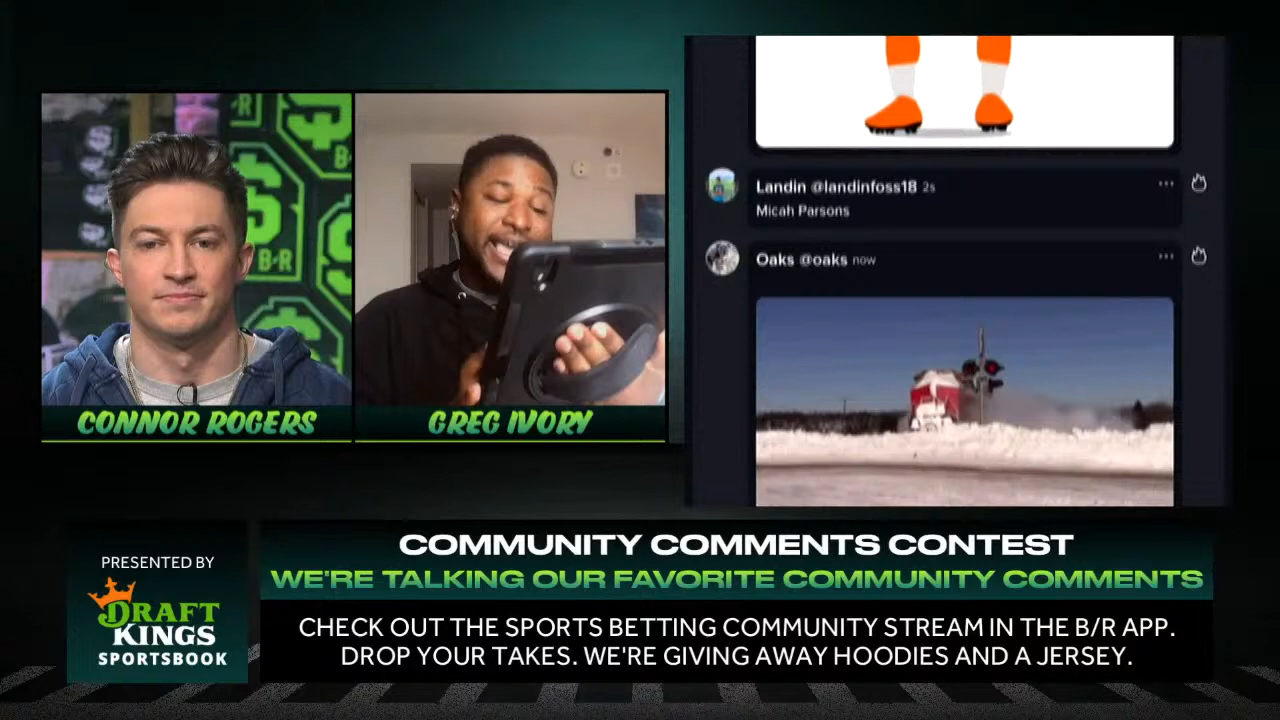 B/R
B/R
B/R
CONNOR ROGERS
GREG IVORY
Landin @landinfoss18 2s
Micah Parsons
Oaks @oaks now
PRESENTED BY
DRAFT
KINGS
SPORTSBOOK
COMMUNITY COMMENTS CONTEST
WE'RE TALKING OUR FAVORITE COMMUNITY COMMENTS
CHECK OUT THE SPORTS BETTING COMMUNITY STREAM IN THE B/R APP.
DROP YOUR TAKES. WE'RE GIVING AWAY HOODIES AND A JERSEY.